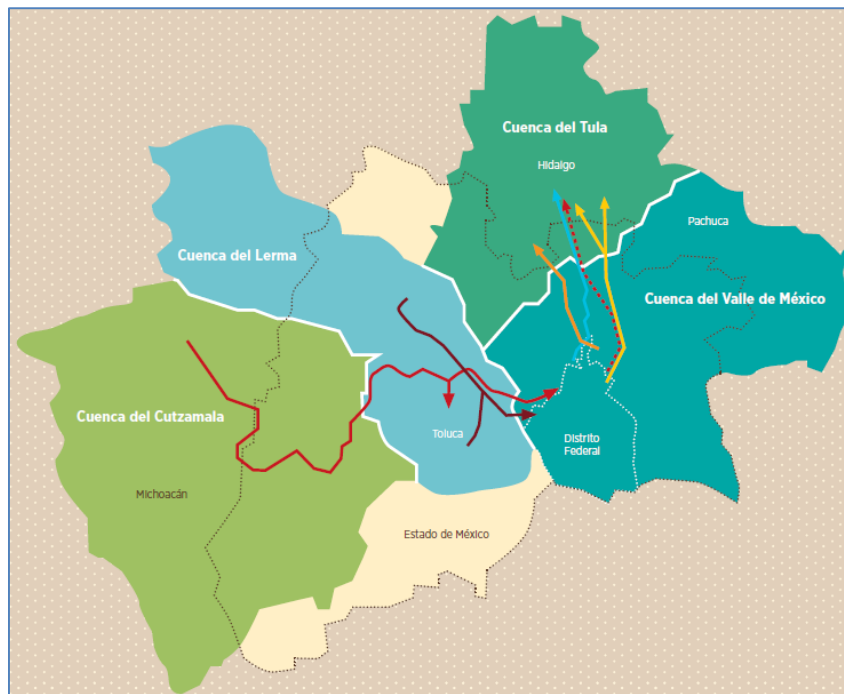 Cuenca del Tula
Hidalgo
Pachuca
Cuenca del Lerma
Cuenca del Valle de México
Cuenca del Cutzamala
Toluca
Distrito
Federal
Michoacán
Estado de México